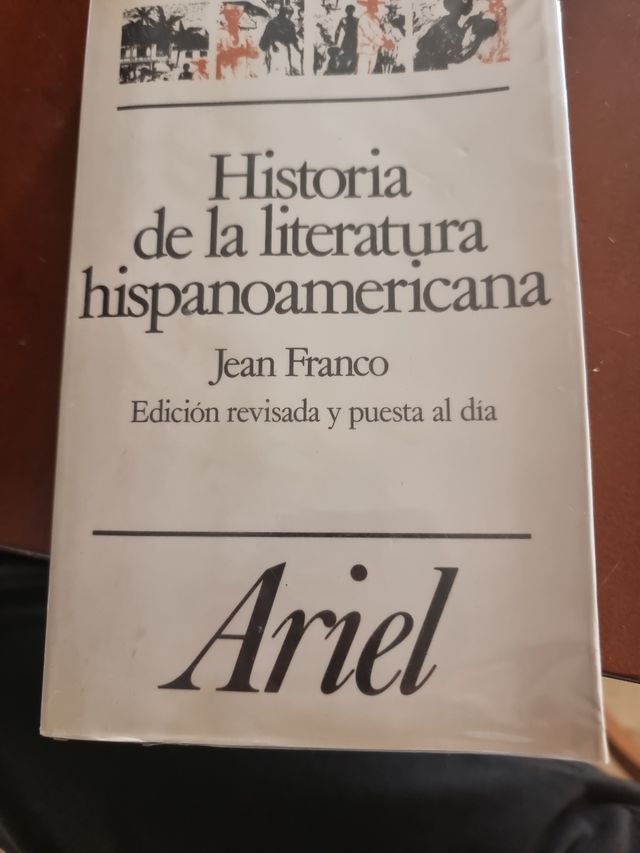 Historia
de la literatura
hispanoamericana
Jean Franco
Edición revisada y puesta al día
Ariel